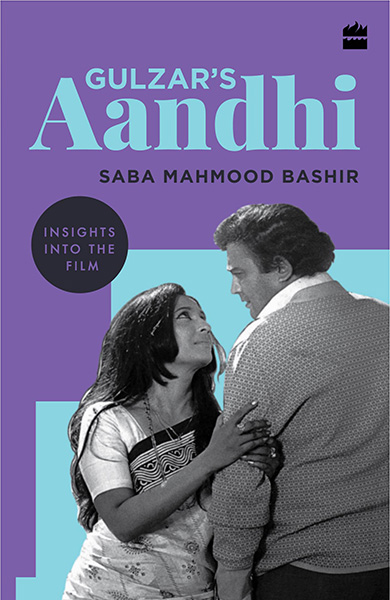 GULZAR'S
Aandhi
SABA MAHMOOD BASHIR
INSIGHTS
INTO THE
FILM